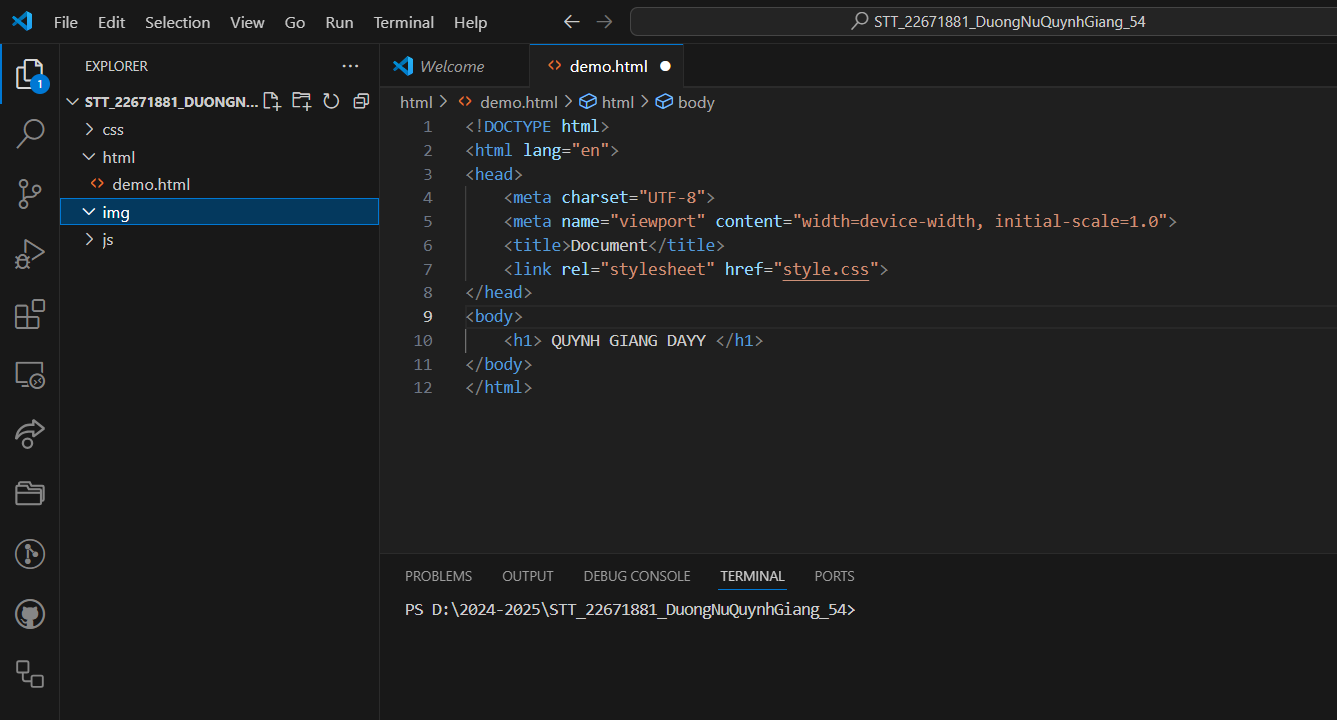 File Edit Selection View Go Run Terminal Help STT_22671881_DuongNuQuynhGiang_54
EXPLORER
1
STT_22671881_DUONGN...
css
html
demo.html
img
js
Welcome demo.html
html > demo.html > html > body
1 <!DOCTYPE html>
2 <html lang="en">
3 <head>
4 <meta charset="UTF-8">
5 <meta name="viewport" content="width=device-width, initial-scale=1.0">
6 <title>Document</title>
7 <link rel="stylesheet" href="style.css">
8 </head>
9 <body>
10 <h1> QUYNH GIANG DAYY </h1>
11 </body>
12 </html>
PROBLEMS OUTPUT DEBUG CONSOLE TERMINAL PORTS
PS D:\2024-2025\STT_22671881_DuongNuQuynhGiang_54>